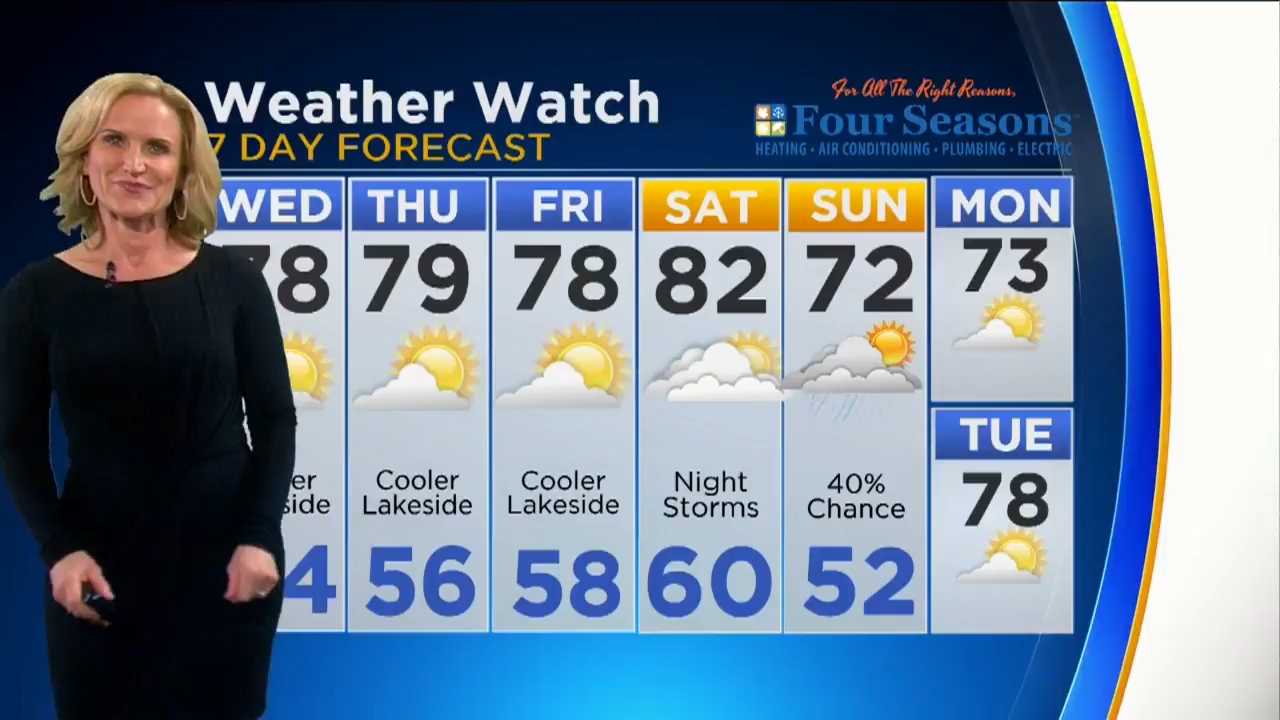 Weather Watch
7 DAY FORECAST
For All The Right Reasons,
Four Seasons
HEATING • AIR CONDITIONING • PLUMBING • ELECTRIC
WED THU FRI SAT SUN MON
78 79 78 82 72 73
Cooler Cooler Night 40%
Lakeside Lakeside Storms Chance
56 58 60 52
TUE
78